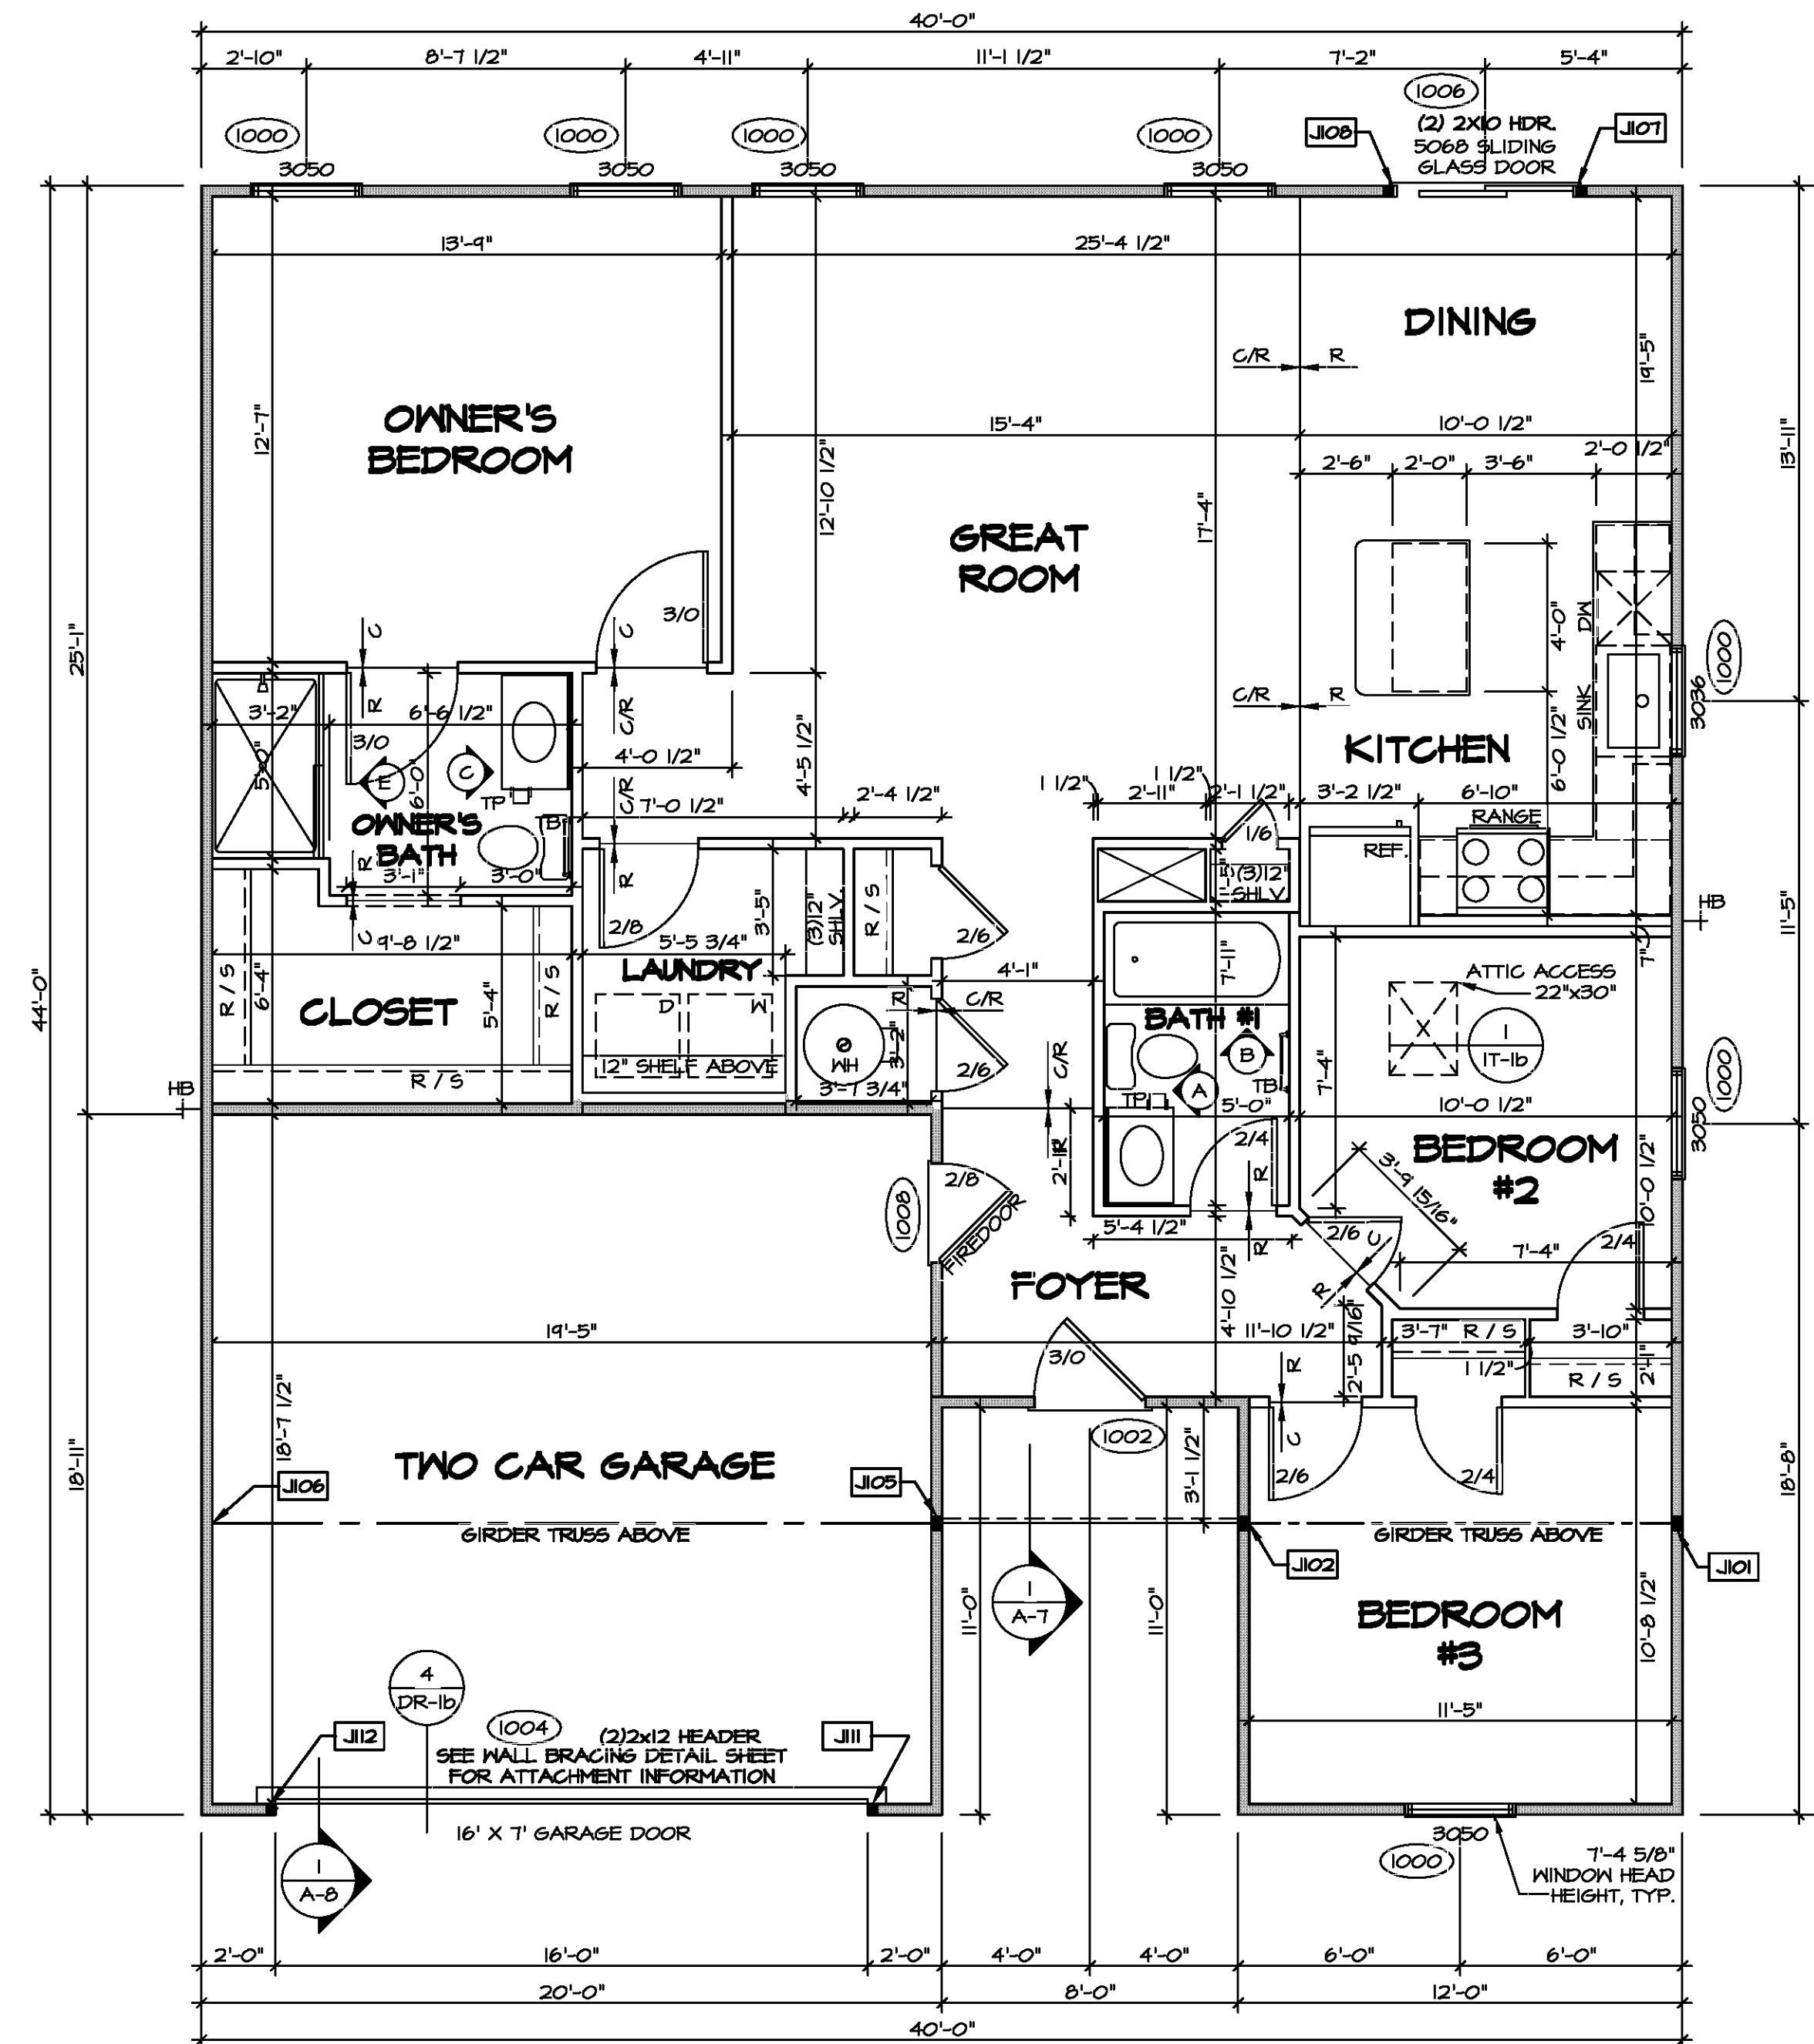 40'-0"
2'-10" 8'-7 1/2" 4'-11" 11'-1 1/2" 7'-2" 5'-4"
1006
1000 1000 1000 1000 J108 (2) 2X10 HDR. J107
5068 SLIDING
GLASS DOOR
3050 3050 3050 3050
13'-9" 25'-4 1/2"
DINING
C/R R
19'-5"
OWNER'S
BEDROOM
12'-7"
15'-4" 10'-0 1/2"
12'-10 1/2"
17'-4"
13'-11"
2'-6" 2'-0" 3'-6" 2'-0 1/2"
GREAT
ROOM
3/0
4'-0"
DW
25'-1"
C C
R C/R
C/R R
SINK
1000
3036
3'-2" 6'-6 1/2"
3/0
4'-0 1/2"
4'-5 1/2"
KITCHEN
6'-0 1/2"
5'-0"
E C
6'-0"
TP
C/R
7'-0 1/2" 2'-4 1/2"
1 1/2" 1 1/2"
2'-11" 2'-1 1/2" 3'-2 1/2" 6'-10"
OWNER'S
BATH
TB
1/6
RANGE
REF.
R
3'-1" 3'-0"
R
(3)12"
SHLV.
3'-5"
(3)12"
SHLV.
R / S
2/8
2/6
HB
11'-5"
C
9'-8 1/2" 5'-5 3/4"
7"
R / S 6'-4"
CLOSET
5'-4" R / S
LAUNDRY
4'-1"
7'-11"
ATTIC ACCESS
22"x30"
44'-0"
D W
R C/R
BATH #1
X
1
IT-1b
WH
3'-2"
B
12" SHELF ABOVE
R / S
2/6
3'-7 3/4"
C/R
A
TB
TP
5'-0"
7'-4"
10'-0 1/2"
1000
3050
HB
2/8
1008
FIREDOOR
R
2/4
R
BEDROOM
#2
3'-9 15/16"
5'-4 1/2"
R
2/6
C
7'-4"
2/4
FOYER
4'-10 1/2"
R
19'-5" 11'-10 1/2" 3'-7" R / S 3'-10"
3/0
2'-5 9/16"
1 1/2"
R / S
2'-1"
R
18'-7 1/2"
1002
C
TWO CAR GARAGE
3'-1 1/2"
2/6 2/4
J106 J105
18'-11"
18'-8"
GIRDER TRUSS ABOVE GIRDER TRUSS ABOVE
J102 J101
11'-0"
1
A-7
11'-0"
BEDROOM
#3
10'-8 1/2"
4
DR-1b
11'-5"
J112 1004 (2)2x12 HEADER J111
SEE WALL BRACING DETAIL SHEET
FOR ATTACHMENT INFORMATION
16' X 7' GARAGE DOOR
3050
1000
7'-4 5/8"
WINDOW HEAD
HEIGHT, TYP.
1
A-8
2'-0" 16'-0" 2'-0" 4'-0" 4'-0" 6'-0" 6'-0"
20'-0" 8'-0" 12'-0"
40'-0"